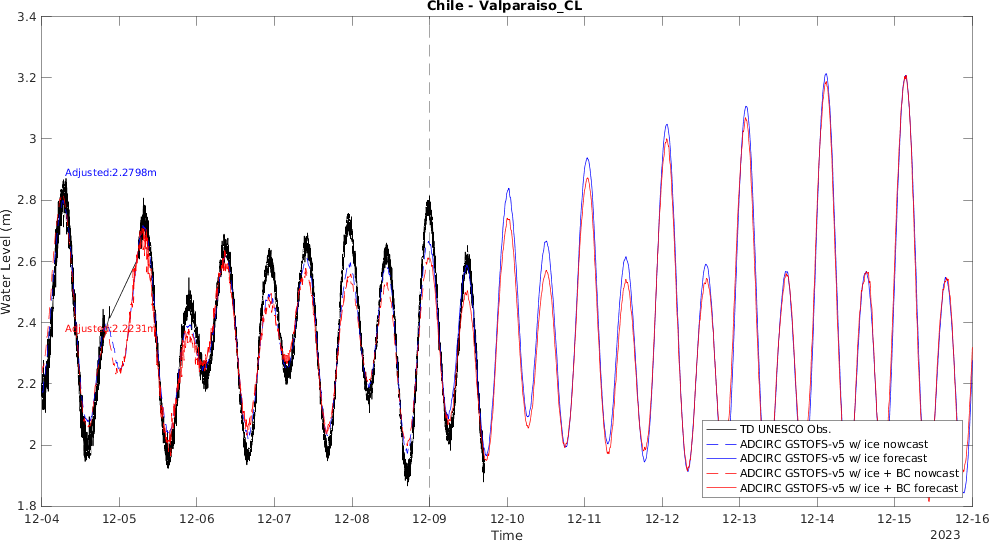 Chile - Valparaiso_CL
3.4
3.2
3
2.8
2.6
2.4
2.2
2
1.8
Water Level (m)
Adjusted:2.2798m
Adjusted:2.2231m
TD UNESCO Obs.
ADCIRC GSTOFS-v5 w/ ice nowcast
ADCIRC GSTOFS-v5 w/ ice forecast
ADCIRC GSTOFS-v5 w/ ice + BC nowcast
ADCIRC GSTOFS-v5 w/ ice + BC forecast
12-04 12-05 12-06 12-07 12-08 12-09 12-10 12-11 12-12 12-13 12-14 12-15 12-16
Time
2023